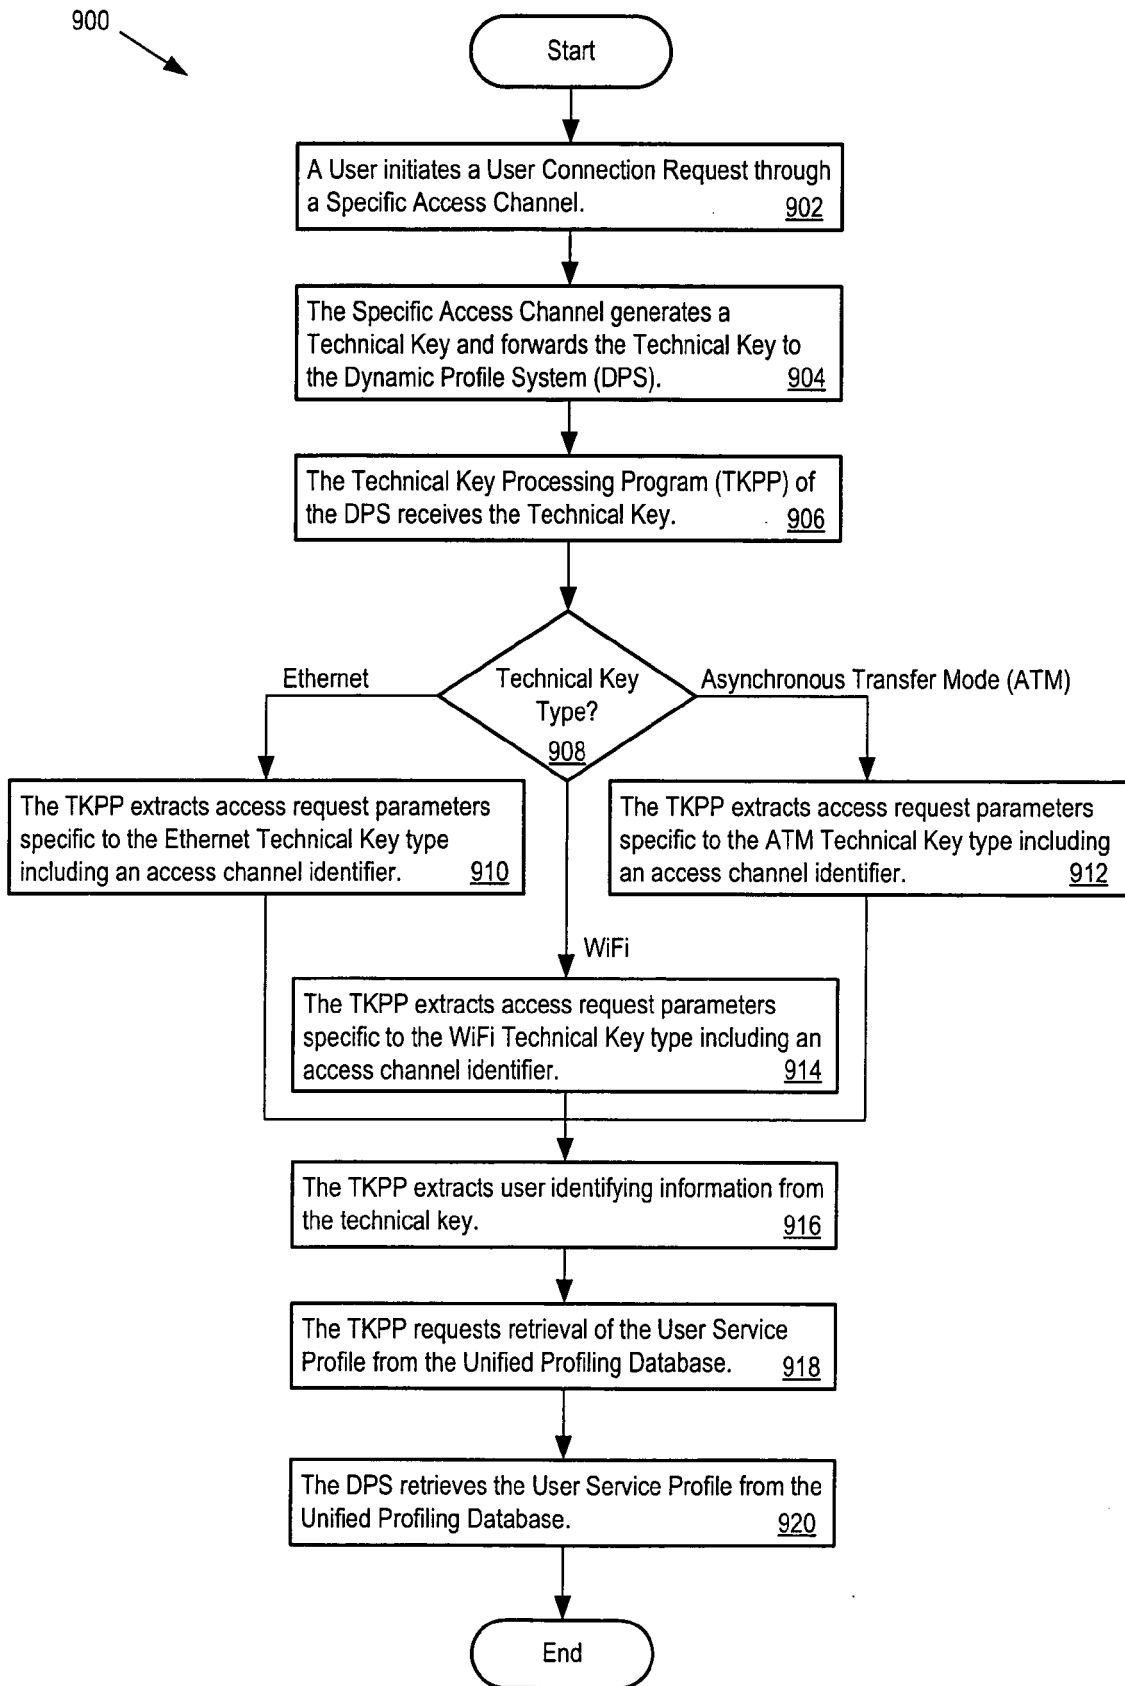 900
Start
A User initiates a User Connection Request through
a Specific Access Channel.
902
The Specific Access Channel generates a
Technical Key and forwards the Technical Key to
the Dynamic Profile System (DPS).
904
The Technical Key Processing Program (TKPP) of
the DPS receives the Technical Key.
906
Technical Key
Type?
908
Ethernet
Asynchronous Transfer Mode (ATM)
The TKPP extracts access request parameters
specific to the Ethernet Technical Key type
including an access channel identifier.
910
The TKPP extracts access request parameters
specific to the ATM Technical Key type including
an access channel identifier.
912
WiFi
The TKPP extracts access request parameters
specific to the WiFi Technical Key type including an
access channel identifier.
914
The TKPP extracts user identifying information from
the technical key.
916
The TKPP requests retrieval of the User Service
Profile from the Unified Profiling Database.
918
The DPS retrieves the User Service Profile from the
Unified Profiling Database.
920
End